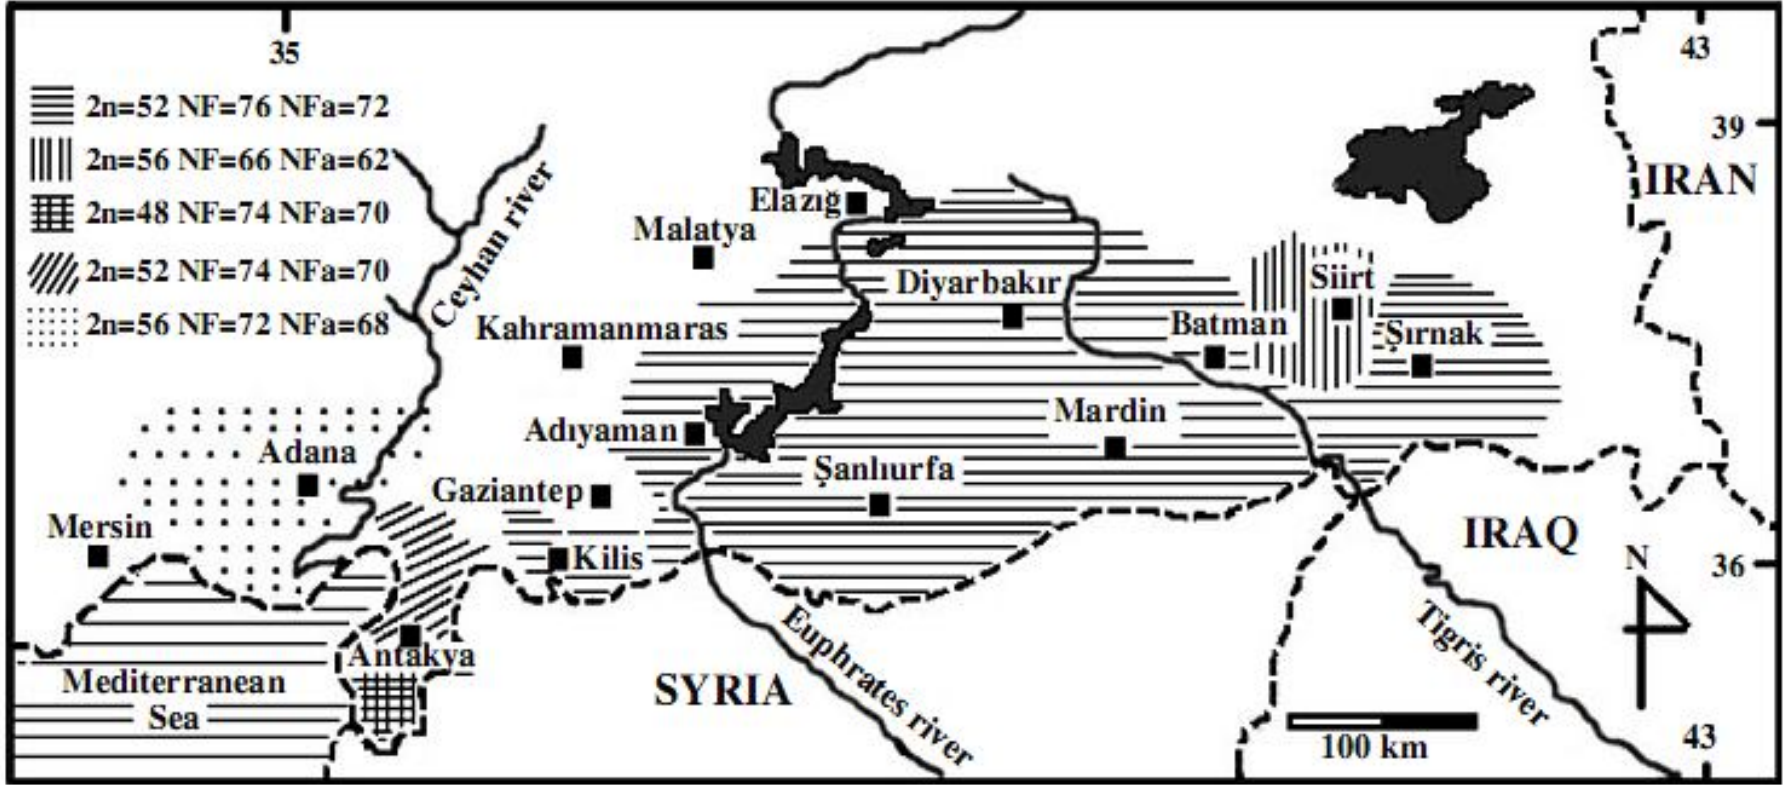 35
43
2n=52 NF=76 NFa=72
2n=56 NF=66 NFa=62
2n=48 NF=74 NFa=70
2n=52 NF=74 NFa=70
2n=56 NF=72 NFa=68
39
IRAN
Ceyhan river
Elazığ
Malatya
Diyarbakır
Siirt
Kahramanmaras
Batman
Şırnak
Mardin
Adıyaman
Adana
Şanlıurfa
Gaziantep
Mersin
Kilis
IRAQ
N
36
Antakya
Mediterranean
Sea
SYRIA
Euphrates river
Tigris river
100 km
43